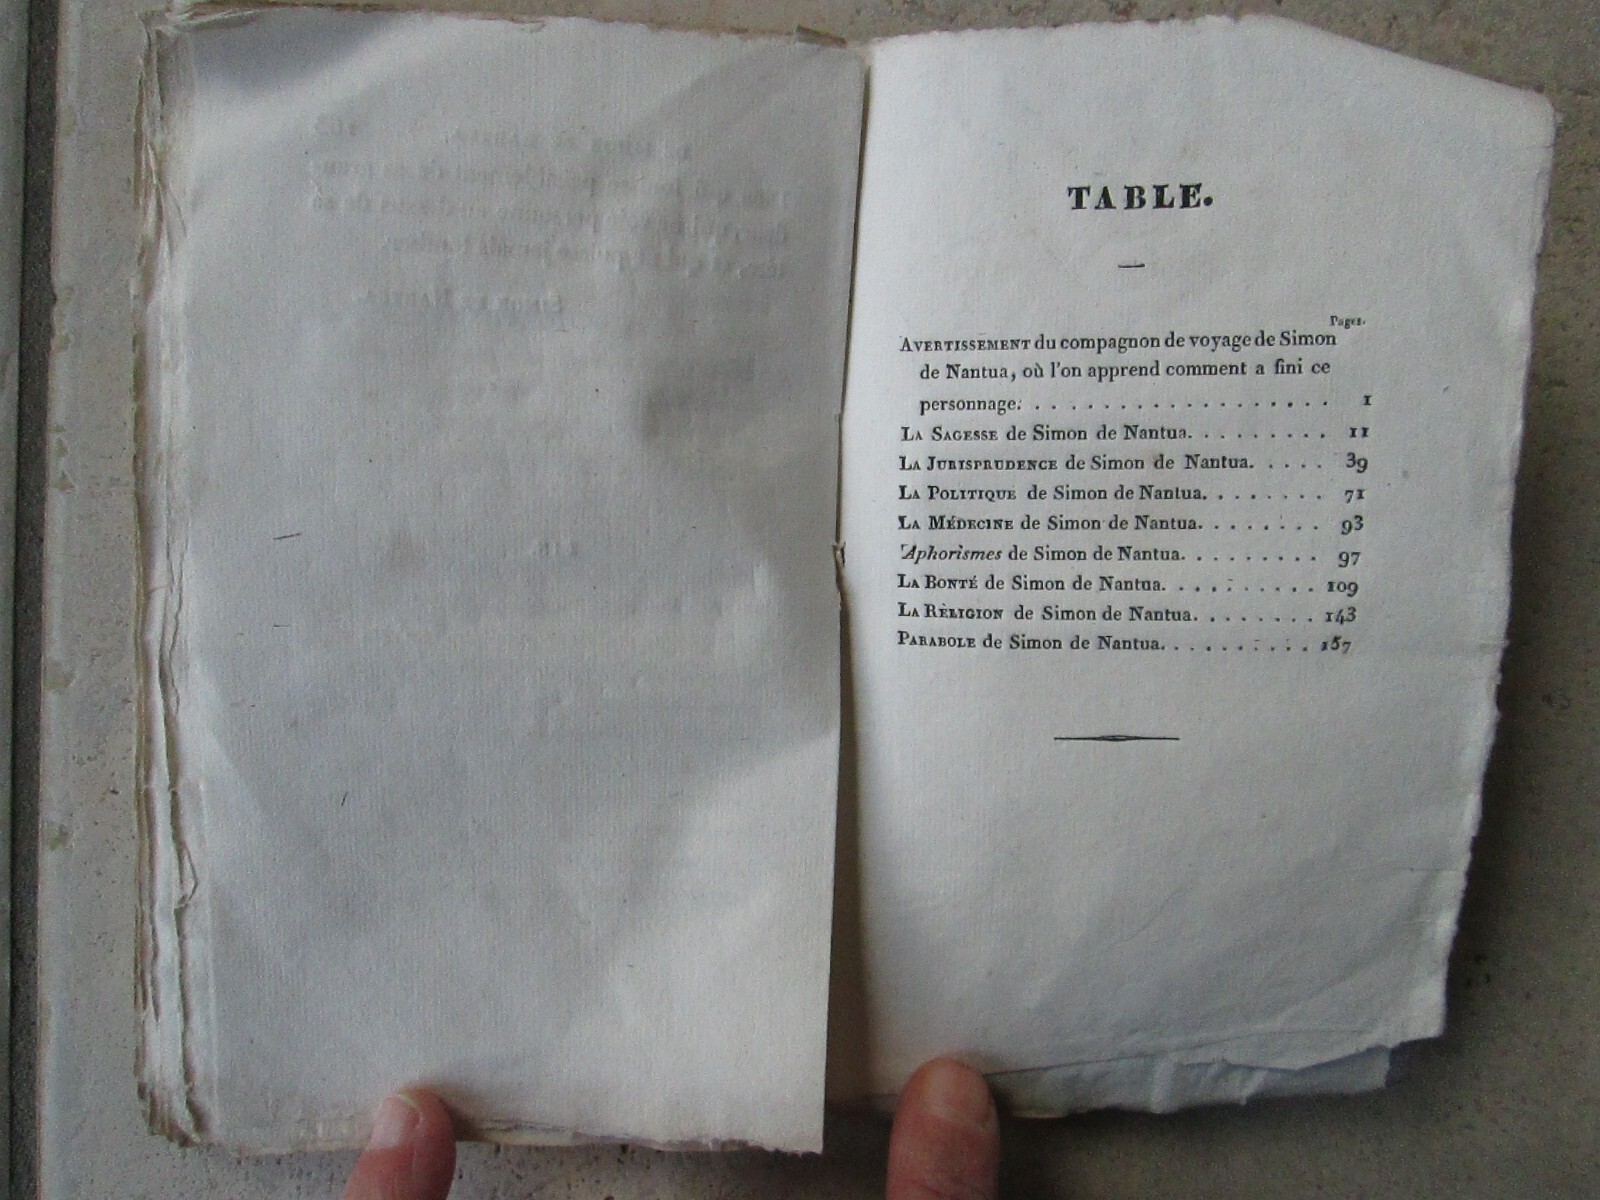 TABLE.
Pages.
AVERTISSEMENT du compagnon de voyage de Simon
de Nantua, où l'on apprend comment a fini ce
personnage. . . . . . . . . . . . . . . . . . . 1
LA SAGESSE de Simon de Nantua. . . . . . . . . . 11
LA JURISPRUDENCE de Simon de Nantua. . . . . 39
LA POLITIQUE de Simon de Nantua. . . . . . . . 71
LA MÉDECINE de Simon de Nantua. . . . . . . . 93
Aphorismes de Simon de Nantua. . . . . . . . . . 97
LA BONTÉ de Simon de Nantua. . . . . . . . . . 109
LA RELIGION de Simon de Nantua. . . . . . . . 143
PARABOLE de Simon de Nantua. . . . . . . . . . 157